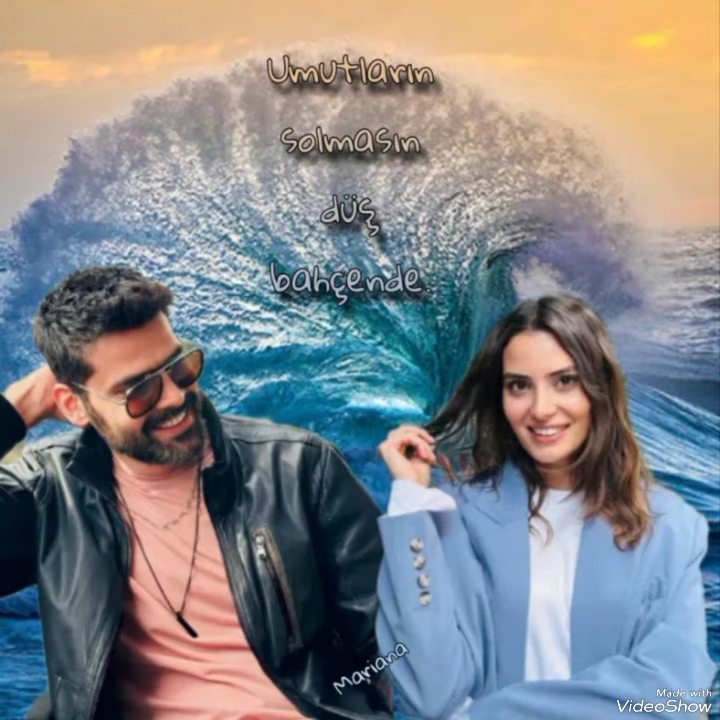 Umutların
solmasın
düş
bahçende.
Mariana
Made with
VideoShow